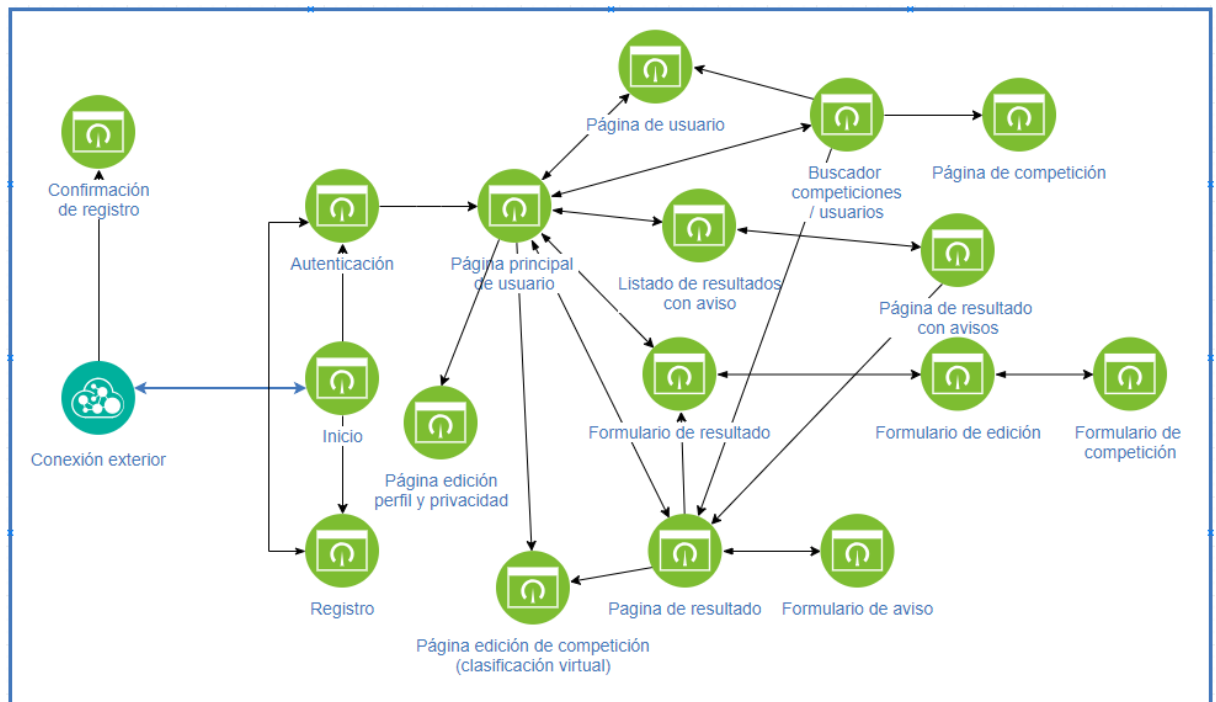 Página de usuario
Buscador
competiciones
/ usuarios
Página de competición
Confirmación
de registro
Autenticación
Página principal
de usuario
Listado de resultados
con aviso
Página de resultado
con avisos
Inicio
Conexión exterior
Formulario de resultado
Formulario de edición
Formulario de
competición
Página edición
perfil y privacidad
Registro
Página edición de competición
(clasificación virtual)
Pagina de resultado
Formulario de aviso